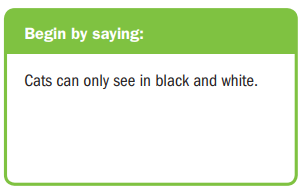 Begin by saying:
Cats can only see in black and white.